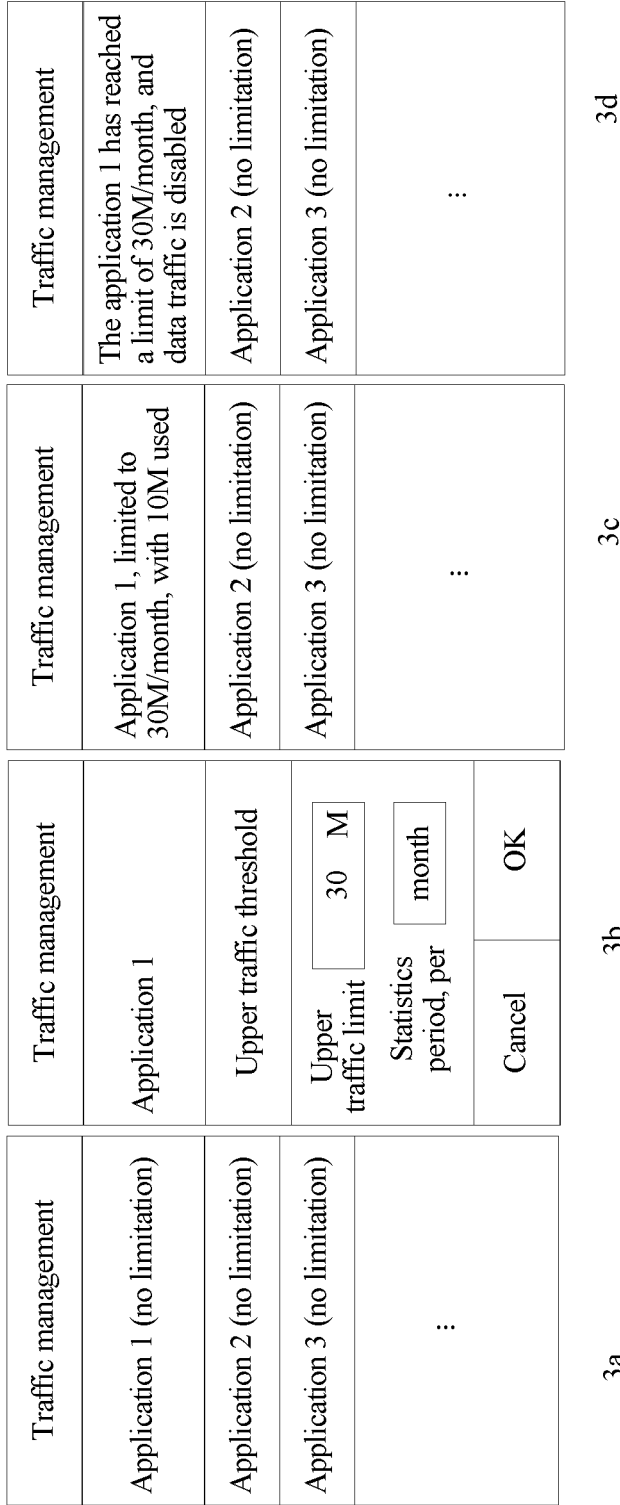 Traffic management
Application 1 (no limitation)
Application 2 (no limitation)
Application 3 (no limitation)
...
3a
Traffic management
Application 1
Upper traffic threshold
Upper
traffic limit
30 M
Statistics
period, per
month
Cancel
OK
3b
Traffic management
Application 1, limited to
30M/month, with 10M used
Application 2 (no limitation)
Application 3 (no limitation)
...
3c
Traffic management
The application 1 has reached
a limit of 30M/month, and
data traffic is disabled
Application 2 (no limitation)
Application 3 (no limitation)
...
3d